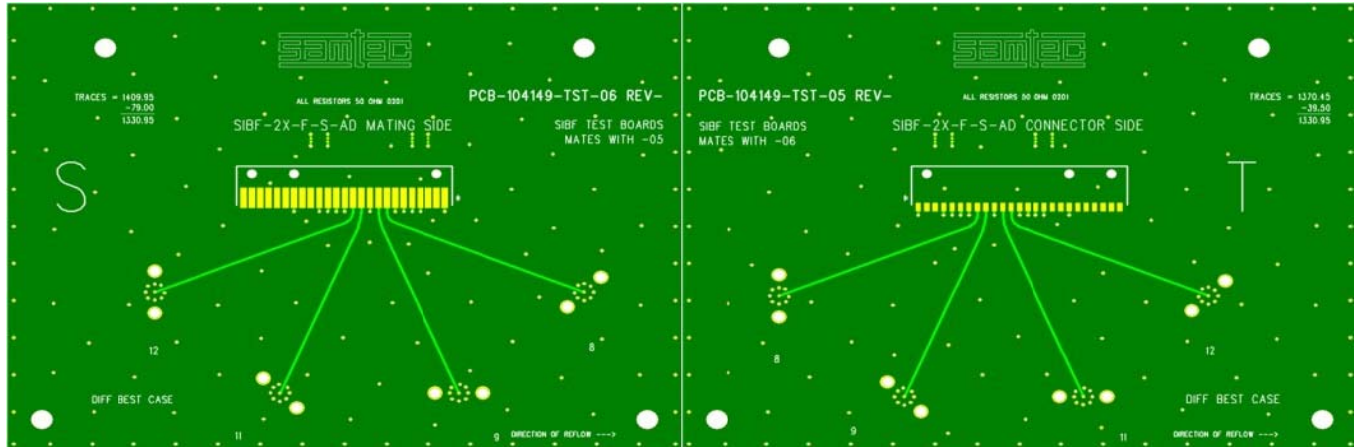 samtec
TRACES = 1409.95
-79.00
1330.95
ALL RESISTORS 50 OHM 0201
PCB-104149-TST-06 REV-
SIBF-2X-F-S-AD MATING SIDE
SIBF TEST BOARDS
MATES WITH -05
S
12
8
DIFF BEST CASE
11
9
DIRECTION OF REFLOW --->
samtec
PCB-104149-TST-05 REV-
ALL RESISTORS 50 OHM 0201
TRACES = 1370.45
-39.50
1330.95
SIBF TEST BOARDS
MATES WITH -06
SIBF-2X-F-S-AD CONNECTOR SIDE
T
8
12
DIFF BEST CASE
9
11
DIRECTION OF REFLOW --->